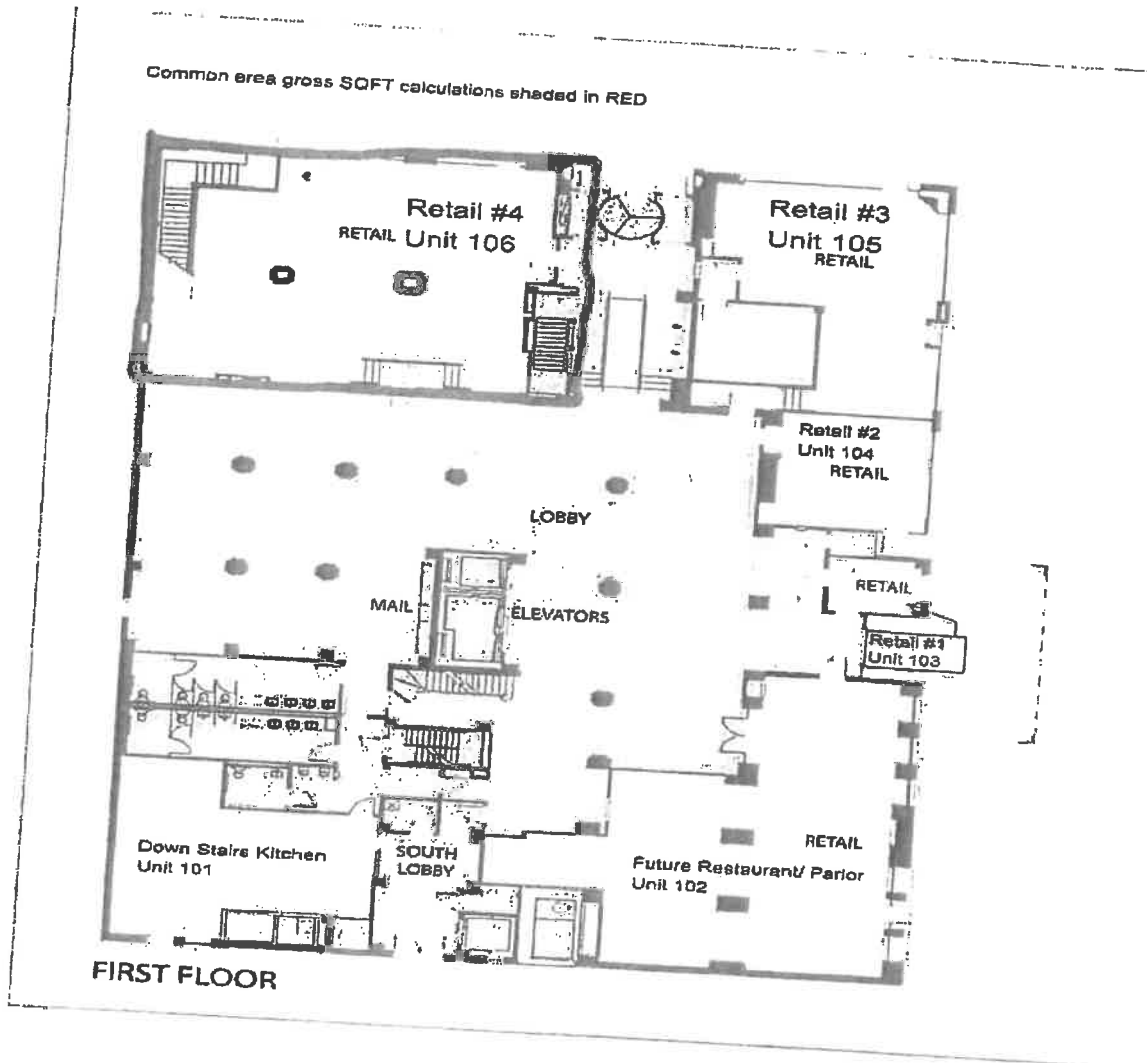 Common area gross SQFT calculations shaded in RED
Retail #4
RETAIL Unit 106
Retail #3
Unit 105
RETAIL
Retail #2
Unit 104
RETAIL
LOBBY
MAIL
ELEVATORS
RETAIL
Retail #1
Unit 103
Down Stairs Kitchen
Unit 101
SOUTH
LOBBY
RETAIL
Future Restaurant/ Parlor
Unit 102
FIRST FLOOR